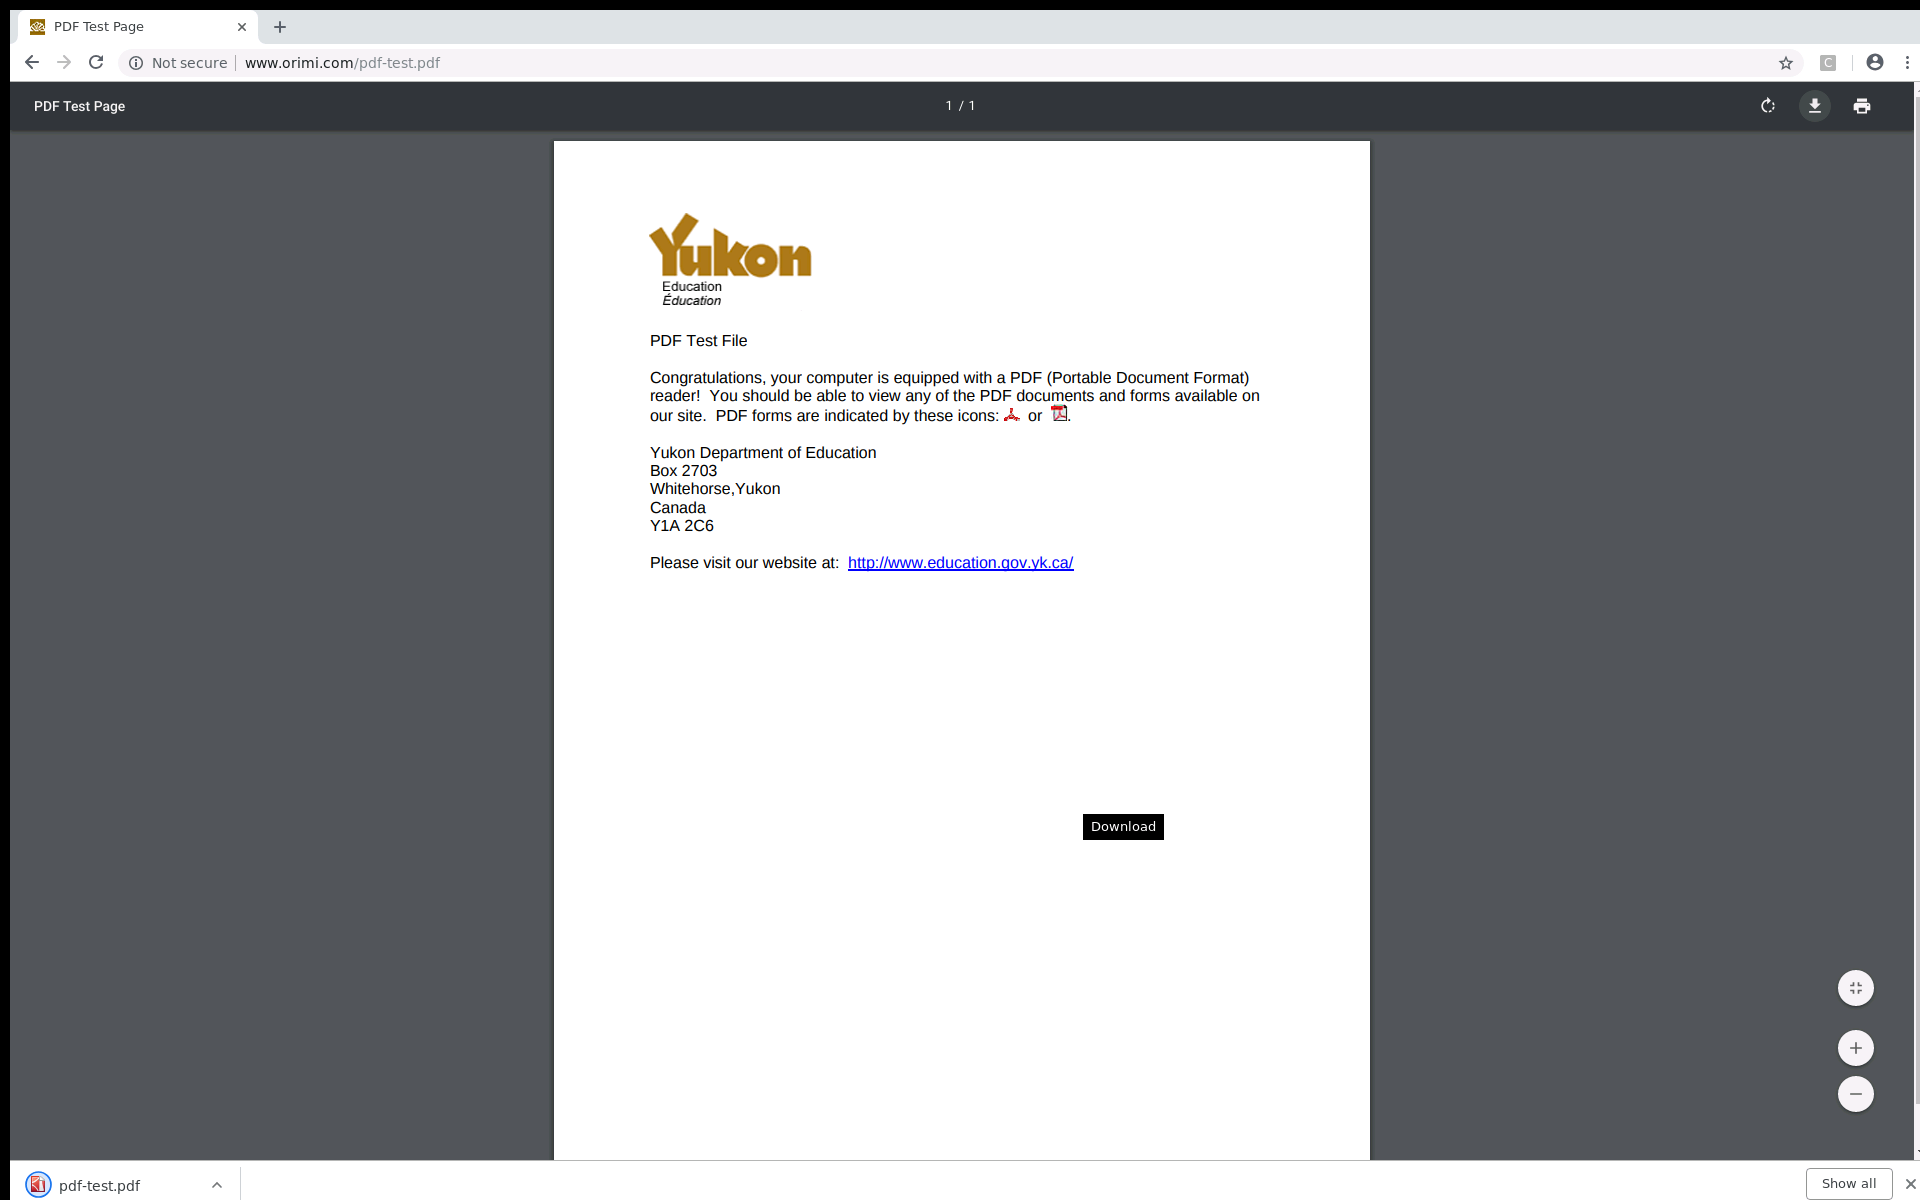 PDF Test Page
Not secure
www.orimi.com/pdf-test.pdf
C
PDF Test Page
1 / 1
Yukon
Education
Éducation
PDF Test File
Congratulations, your computer is equipped with a PDF (Portable Document Format)
reader!  You should be able to view any of the PDF documents and forms available on
our site.  PDF forms are indicated by these icons: or .
Yukon Department of Education
Box 2703
Whitehorse,Yukon
Canada
Y1A 2C6
Please visit our website at:  http://www.education.gov.yk.ca/
Download
pdf-test.pdf
Show all